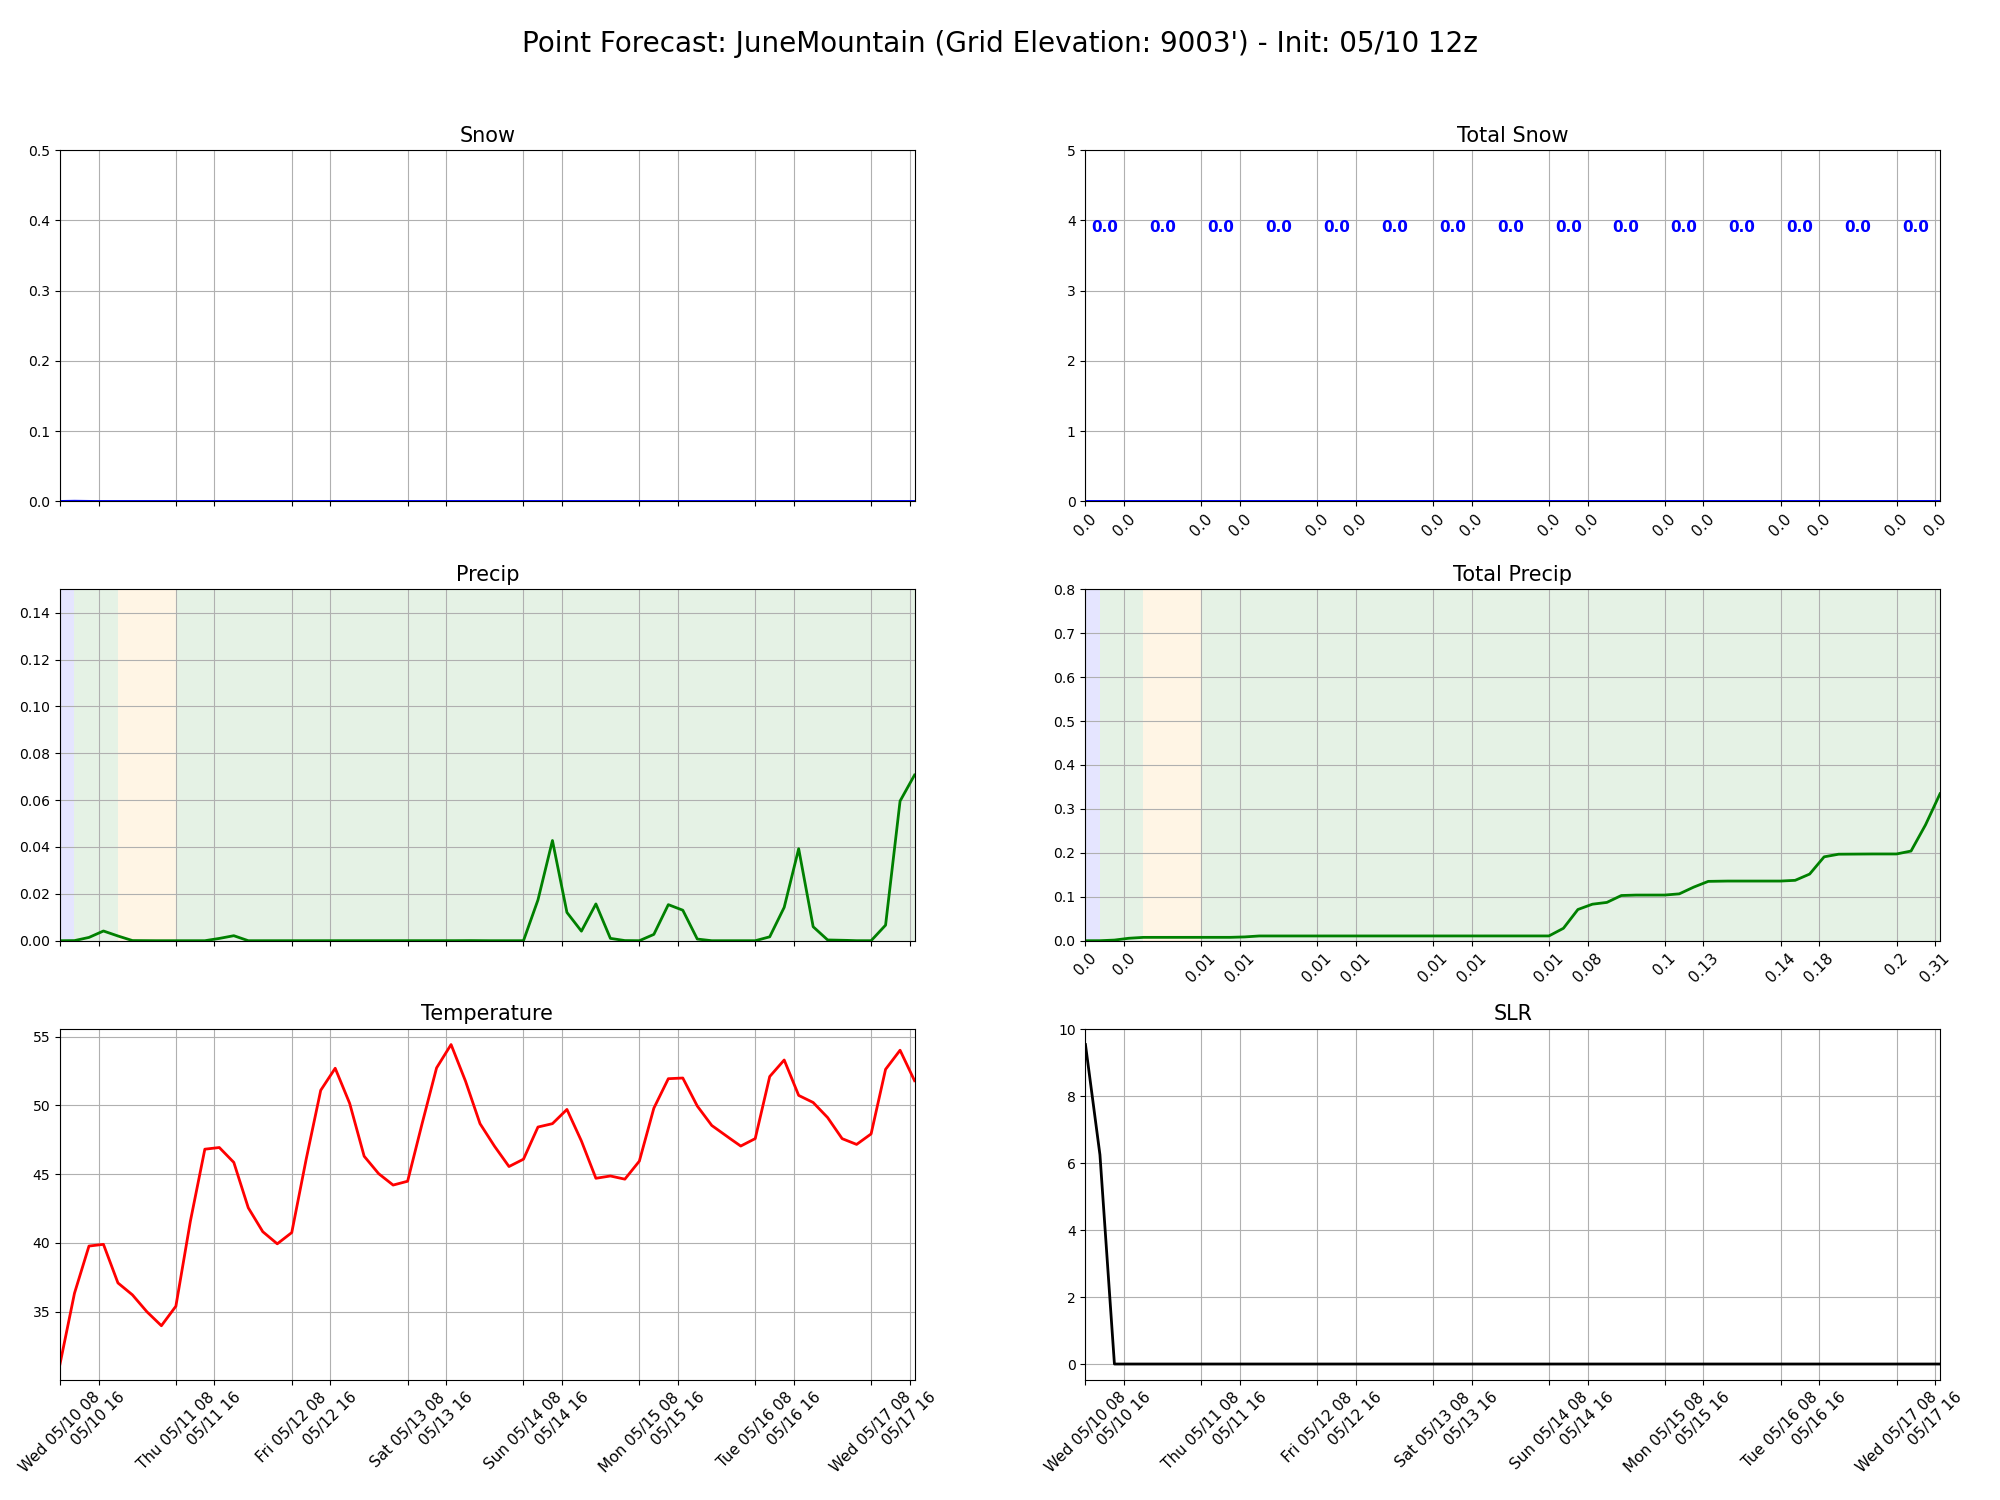 Point Forecast: JuneMountain (Grid Elevation: 9003') - Init: 05/10 12z
Snow
0.5
0.4
0.3
0.2
0.1
0.0
Total Snow
5
4
3
2
1
0
0.0 0.0 0.0 0.0 0.0 0.0 0.0 0.0 0.0 0.0 0.0 0.0 0.0 0.0 0.0
0.0 0.0 0.0 0.0 0.0 0.0 0.0 0.0 0.0 0.0 0.0 0.0 0.0 0.0 0.0 0.0
Precip
0.14
0.12
0.10
0.08
0.06
0.04
0.02
0.00
Total Precip
0.8
0.7
0.6
0.5
0.4
0.3
0.2
0.1
0.0
0.0 0.0 0.01 0.01 0.01 0.01 0.01 0.01 0.01 0.08 0.1 0.13 0.14 0.18 0.2 0.31
Temperature
55
50
45
40
35
Wed 05/10 08
05/10 16
Thu 05/11 08
05/11 16
Fri 05/12 08
05/12 16
Sat 05/13 08
05/13 16
Sun 05/14 08
05/14 16
Mon 05/15 08
05/15 16
Tue 05/16 08
05/16 16
Wed 05/17 08
05/17 16
SLR
10
8
6
4
2
0
Wed 05/10 08
05/10 16
Thu 05/11 08
05/11 16
Fri 05/12 08
05/12 16
Sat 05/13 08
05/13 16
Sun 05/14 08
05/14 16
Mon 05/15 08
05/15 16
Tue 05/16 08
05/16 16
Wed 05/17 08
05/17 16